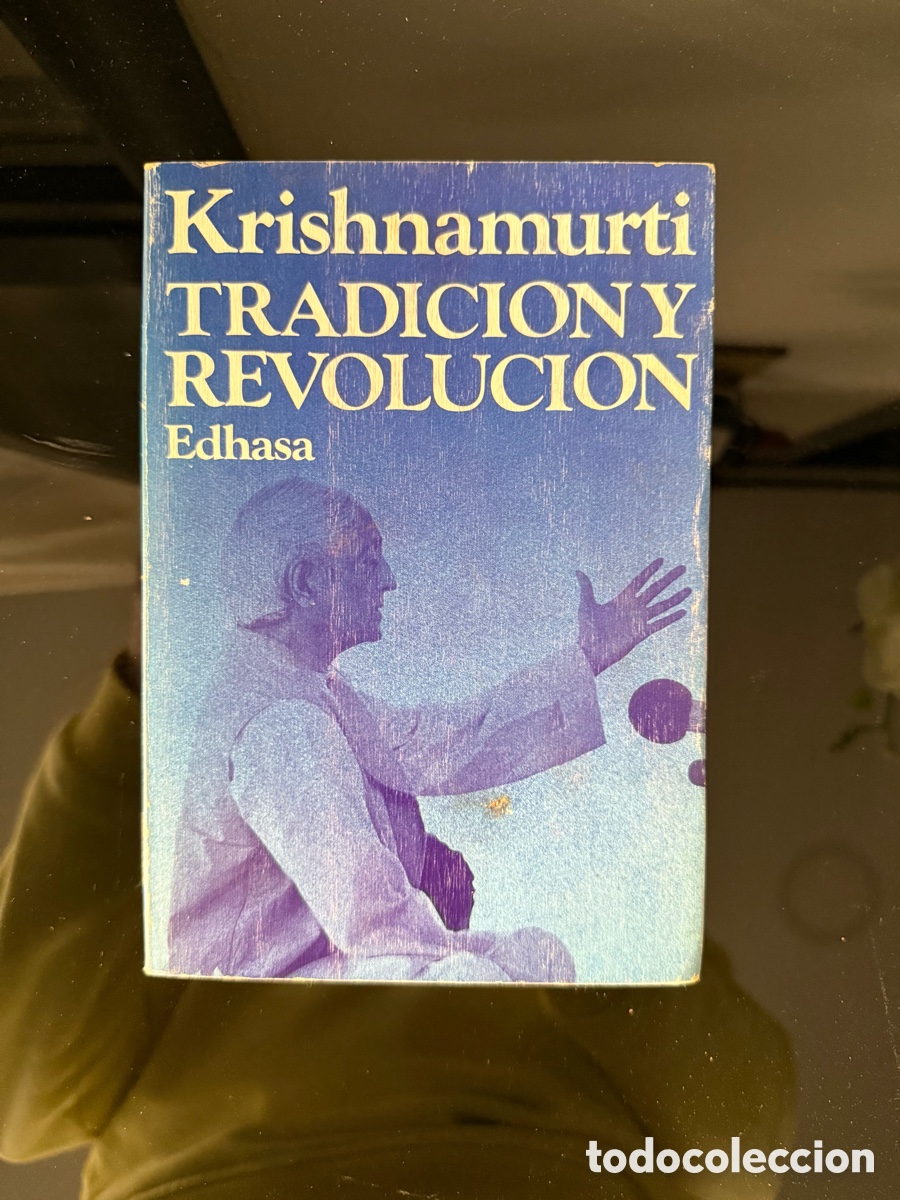 Krishnamurti
TRADICION Y
REVOLUCION
Edhasa
todocoleccion